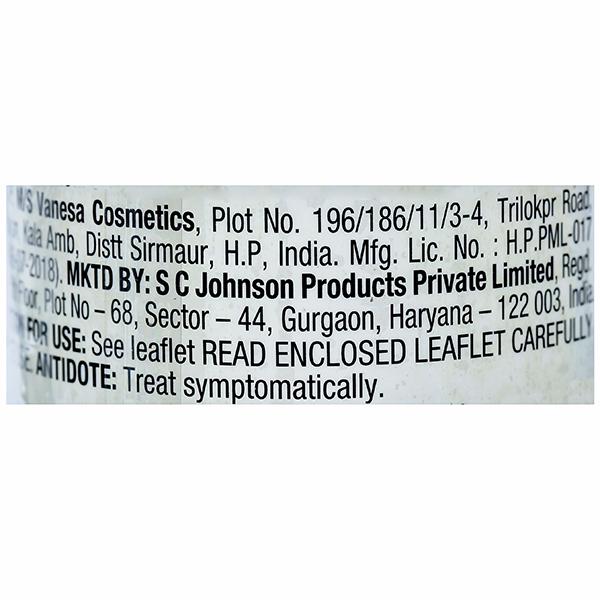 M/S Vanesa Cosmetics, Plot No. 196/186/11/3-4, Trilokpr Road,
Kala Amb, Distt Sirmaur, H.P, India. Mfg. Lic. No. : H.P.PML-017
-2018). MKTD BY: S C Johnson Products Private Limited, Regd.
Floor, Plot No – 68, Sector – 44, Gurgaon, Haryana – 122 003, India.
FOR USE: See leaflet READ ENCLOSED LEAFLET CAREFULLY
ANTIDOTE: Treat symptomatically.